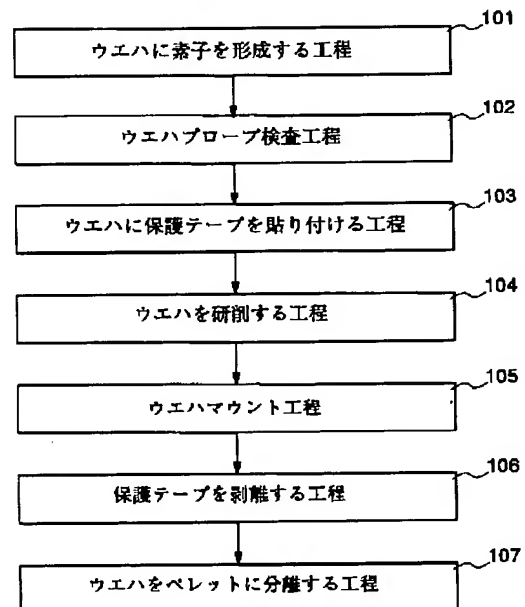 101
ウエハに素子を形成する工程
102
ウエハプローブ検査工程
103
ウエハに保護テープを貼り付ける工程
104
ウエハを研削する工程
105
ウエハマウント工程
106
保護テープを剥離する工程
107
ウエハをペレットに分離する工程